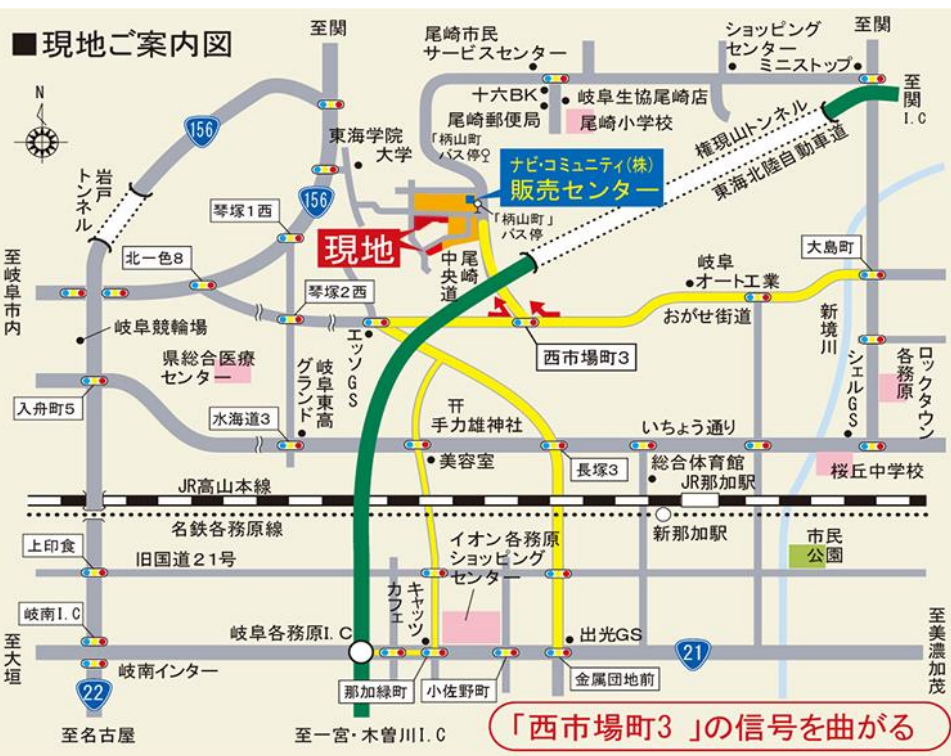 ■現地ご案内図
N
至関
尾崎市民
サービスセンター
ショッピング
センター
ミニストップ
至関
至関
I.C
十六BK
岐阜生協尾崎店
尾崎郵便局
尾崎小学校
156
東海学院
大学
「柄山町」
バス停
権現山トンネル
東海北陸自動車道
ナビ・コミュニティ(株)
販売センター
岩戸
トンネル
156
琴塚1西
現地
「柄山町」
バス停
尾崎
中央道
大島町
北一色8
至岐阜市内
琴塚2西
岐阜
オート工業
おがせ街道
新境川
岐阜競輪場
エッソGS
西市場町3
県総合医療
センター
岐阜東高
グランド
シェルGS
ロックタウン
各務原
入舟町5
水海道3
手力雄神社
いちょう通り
美容室
長塚3
総合体育館
JR那加駅
桜丘中学校
JR高山本線
名鉄各務原線
新那加駅
上印食
旧国道21号
イオン各務原
ショッピング
センター
市民
公園
キャッツ
カフェ
岐南I.C
岐阜各務原I.C
出光GS
21
至大垣
至美濃加茂
岐南インター
那加緑町
小佐野町
金属団地前
22
至名古屋
至一宮・木曽川I.C
「西市場町3 」の信号を曲がる